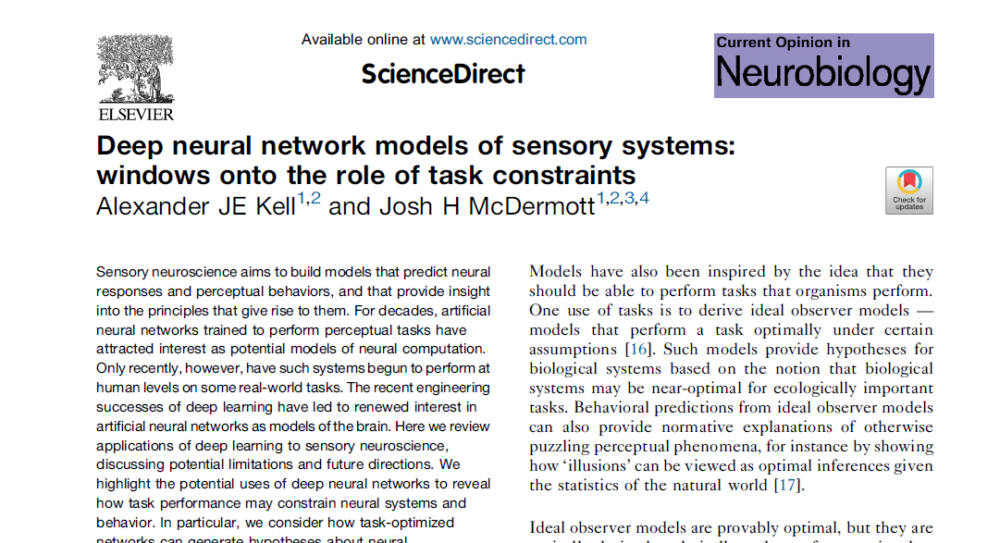 Available online at www.sciencedirect.com
ScienceDirect
Current Opinion in
Neurobiology
ELSEVIER
Deep neural network models of sensory systems:
windows onto the role of task constraints
Alexander JE Kell1,2 and Josh H McDermott1,2,3,4
Check for
updates
Sensory neuroscience aims to build models that predict neural
responses and perceptual behaviors, and that provide insight
into the principles that give rise to them. For decades, artificial
neural networks trained to perform perceptual tasks have
attracted interest as potential models of neural computation.
Only recently, however, have such systems begun to perform at
human levels on some real-world tasks. The recent engineering
successes of deep learning have led to renewed interest in
artificial neural networks as models of the brain. Here we review
applications of deep learning to sensory neuroscience,
discussing potential limitations and future directions. We
highlight the potential uses of deep neural networks to reveal
how task performance may constrain neural systems and
behavior. In particular, we consider how task-optimized
networks can generate hypotheses about neural
Models have also been inspired by the idea that they
should be able to perform tasks that organisms perform.
One use of tasks is to derive ideal observer models —
models that perform a task optimally under certain
assumptions [16]. Such models provide hypotheses for
biological systems based on the notion that biological
systems may be near-optimal for ecologically important
tasks. Behavioral predictions from ideal observer models
can also provide normative explanations of otherwise
puzzling perceptual phenomena, for instance by showing
how ‘illusions’ can be viewed as optimal inferences given
the statistics of the natural world [17].
Ideal observer models are provably optimal, but they are